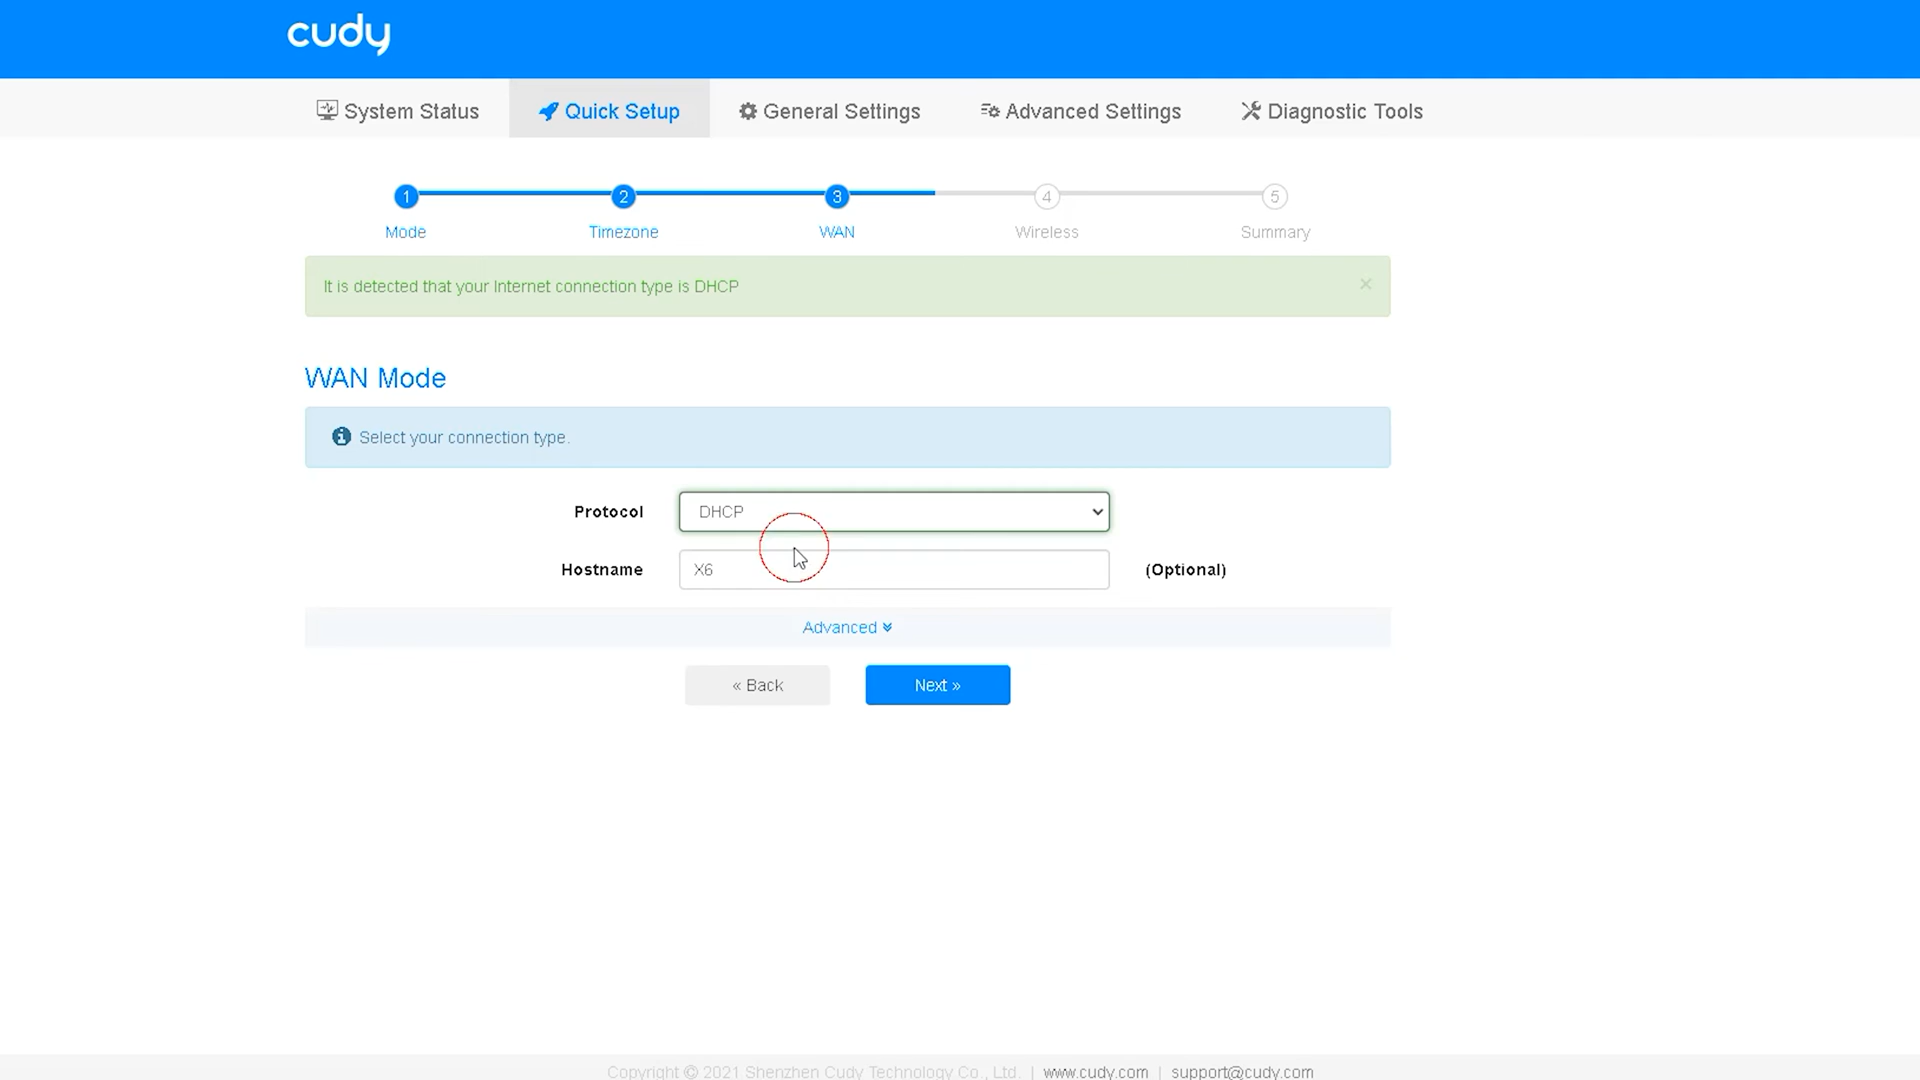 cudy
System Status Quick Setup General Settings Advanced Settings Diagnostic Tools
1 2 3 4 5
Mode Timezone WAN Wireless Summary
It is detected that your Internet connection type is DHCP ×
WAN Mode
Select your connection type.
Protocol DHCP
Hostname X6 (Optional)
Advanced
« Back Next »
Copyright © 2021 Shenzhen Cudy Technology Co., Ltd. | www.cudy.com | support@cudy.com